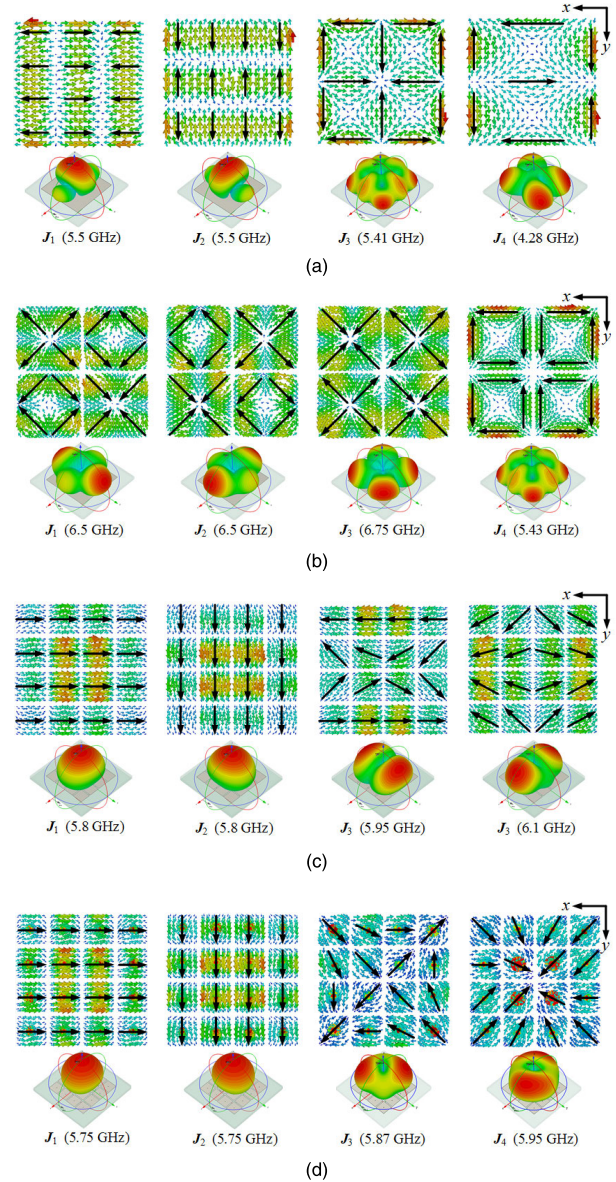 x
y
J1 (5.5 GHz) J2 (5.5 GHz) J3 (5.41 GHz) J4 (4.28 GHz)
(a)
x
y
J1 (6.5 GHz) J2 (6.5 GHz) J3 (6.75 GHz) J4 (5.43 GHz)
(b)
x
y
J1 (5.8 GHz) J2 (5.8 GHz) J3 (5.95 GHz) J3 (6.1 GHz)
(c)
x
y
J1 (5.75 GHz) J2 (5.75 GHz) J3 (5.87 GHz) J4 (5.95 GHz)
(d)